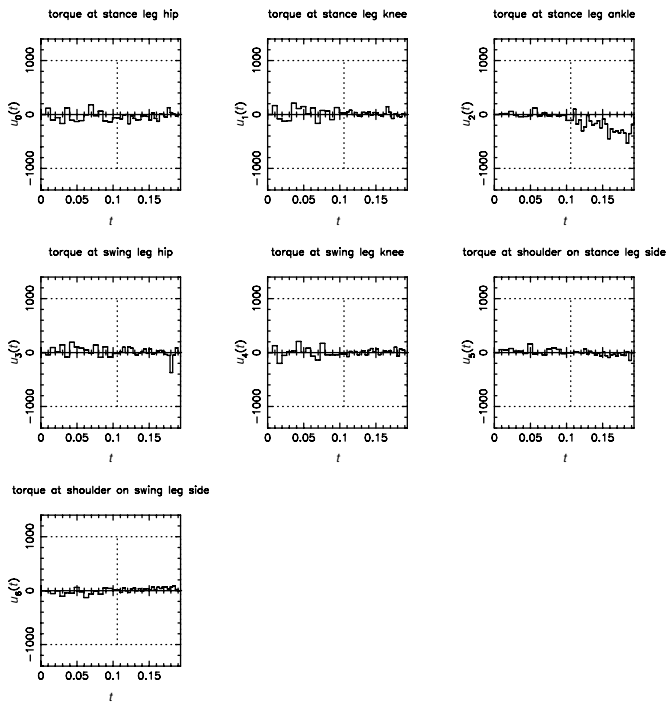 torque at stance leg hip
1000
0
−1000
u0(t)
0 0.05 0.1 0.15
t
torque at stance leg knee
1000
0
−1000
u1(t)
0 0.05 0.1 0.15
t
torque at stance leg ankle
1000
0
−1000
u2(t)
0 0.05 0.1 0.15
t
torque at swing leg hip
1000
0
−1000
u3(t)
0 0.05 0.1 0.15
t
torque at swing leg knee
1000
0
−1000
u4(t)
0 0.05 0.1 0.15
t
torque at shoulder on stance leg side
1000
0
−1000
u5(t)
0 0.05 0.1 0.15
t
torque at shoulder on swing leg side
1000
0
−1000
u6(t)
0 0.05 0.1 0.15
t